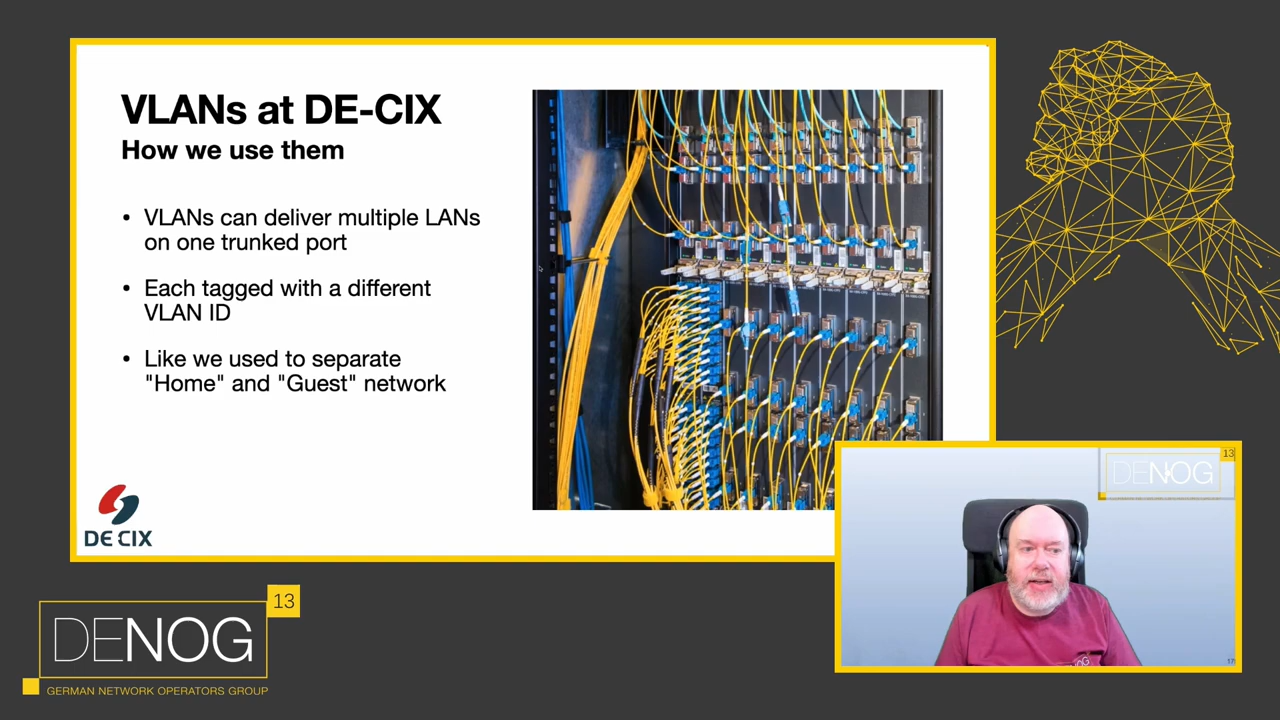 VLANs at DE-CIX
How we use them
• VLANs can deliver multiple LANs
on one trunked port
• Each tagged with a different
VLAN ID
• Like we used to separate
"Home" and "Guest" network
DE CIX
13
DENOG
13
DENOG
GERMAN NETWORK OPERATORS GROUP